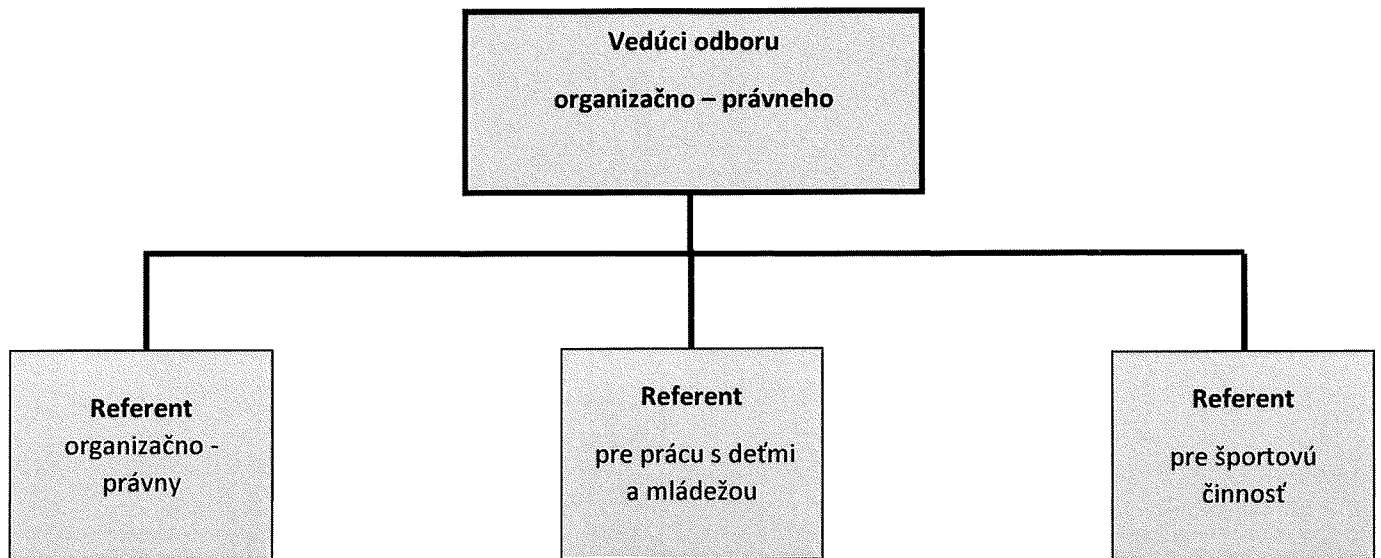 Vedúci odboru
organizačno – právneho
Referent
organizačno -
právny
Referent
pre prácu s deťmi
a mládežou
Referent
pre športovú
činnosť